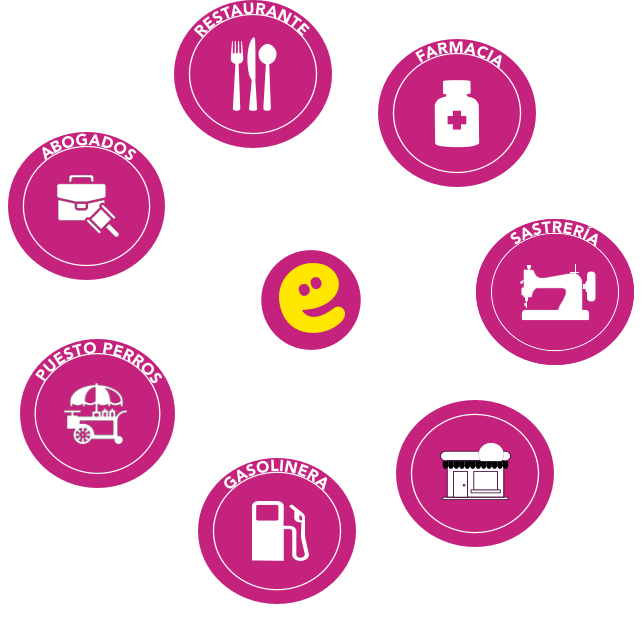 RESTAURANTE
FARMACIA
ABOGADOS
SASTRERÍA
e
PUESTO PERROS
GASOLINERA